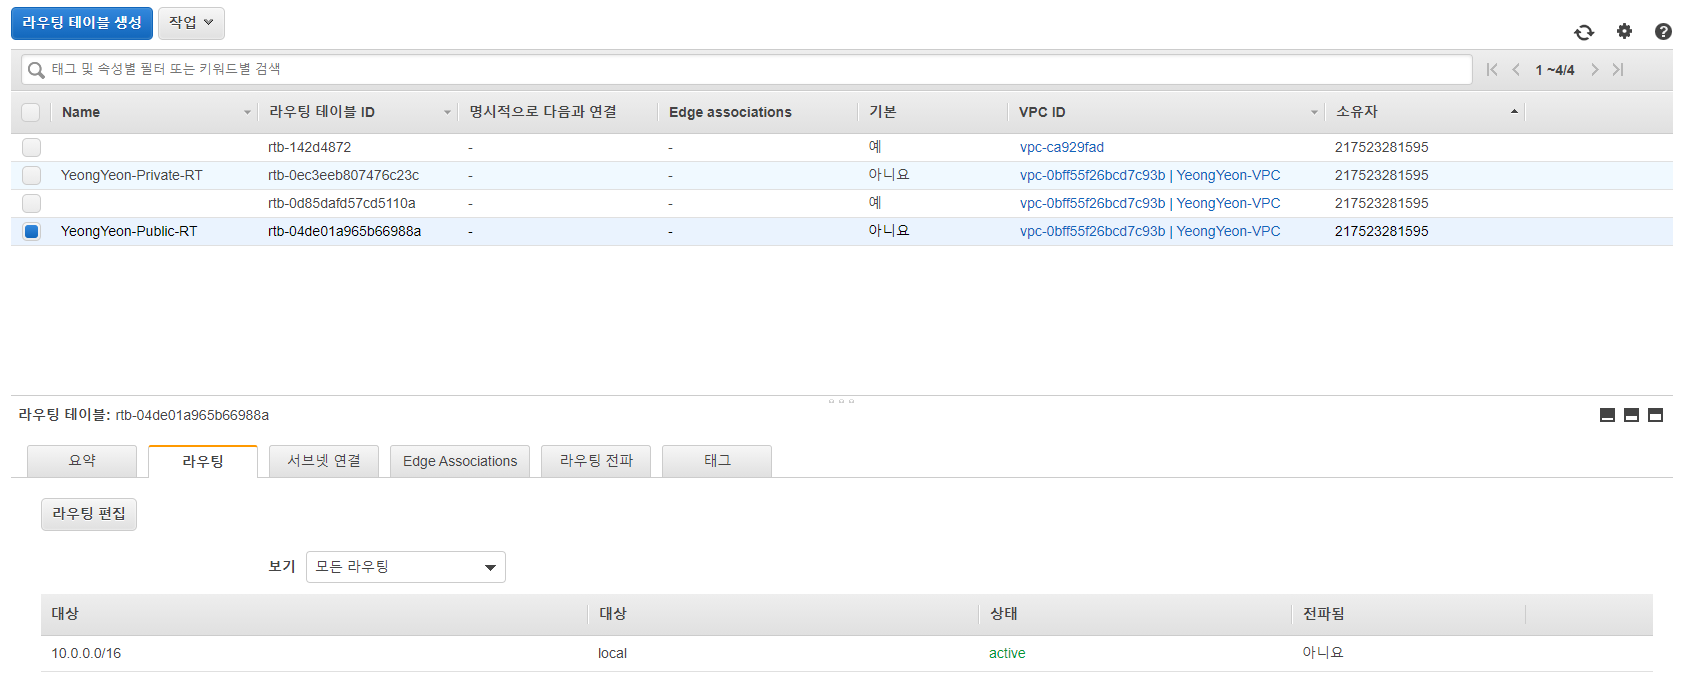 라우팅 테이블 생성 작업
태그 및 속성별 필터 또는 키워드별 검색 1 ~4/4
Name 라우팅 테이블 ID 명시적으로 다음과 연결 Edge associations 기본 VPC ID 소유자
rtb-142d4872 - - 예 vpc-ca929fad 217523281595
YeongYeon-Private-RT rtb-0ec3eeb807476c23c - - 아니요 vpc-0bff55f26bcd7c93b | YeongYeon-VPC 217523281595
rtb-0d85dafd57cd5110a - - 예 vpc-0bff55f26bcd7c93b | YeongYeon-VPC 217523281595
YeongYeon-Public-RT rtb-04de01a965b66988a - - 아니요 vpc-0bff55f26bcd7c93b | YeongYeon-VPC 217523281595
라우팅 테이블: rtb-04de01a965b66988a
요약 라우팅 서브넷 연결 Edge Associations 라우팅 전파 태그
라우팅 편집
보기 모든 라우팅
대상 대상 상태 전파됨
10.0.0.0/16 local active 아니요